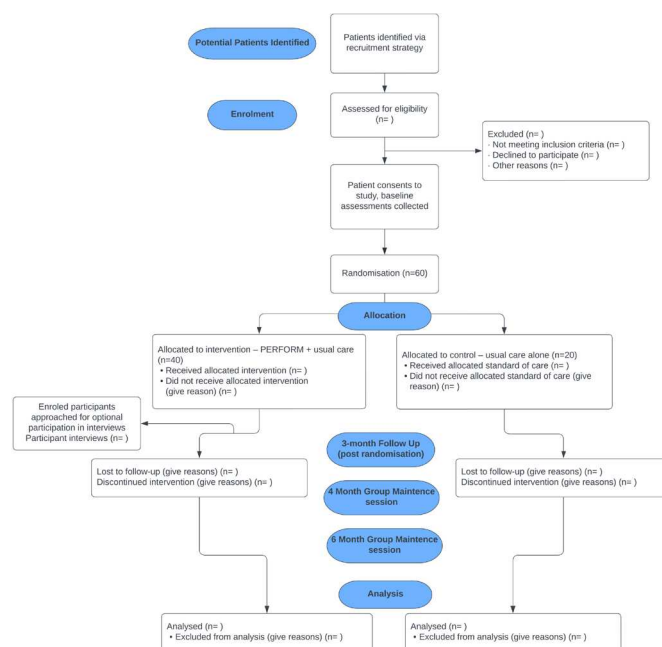 Potential Patients Identified
Patients identified via
recruitment strategy
Enrolment
Assessed for eligibility
(n= )
Excluded (n= )
· Not meeting inclusion criteria (n= )
· Declined to participate (n= )
· Other reasons (n= )
Patient consents to
study, baseline
assessments collected
Randomisation (n=60)
Allocation
Allocated to intervention – PERFORM + usual care
(n=40)
• Received allocated intervention (n= )
• Did not receive allocated intervention
(give reason) (n= )
Allocated to control – usual care alone (n=20)
• Received allocated standard of care (n= )
• Did not receive allocated standard of care (give
reason) (n= )
Enroled participants
approached for optional
participation in interviews
Participant interviews (n= )
3-month Follow Up
(post randomisation)
Lost to follow-up (give reasons) (n= )
Discontinued intervention (give reasons) (n= )
Lost to follow-up (give reasons) (n= )
Discontinued intervention (give reasons) (n= )
4 Month Group Maintence
session
6 Month Group Maintence
session
Analysis
Analysed (n= )
• Excluded from analysis (give reasons) (n= )
Analysed (n= )
• Excluded from analysis (give reasons) (n= )